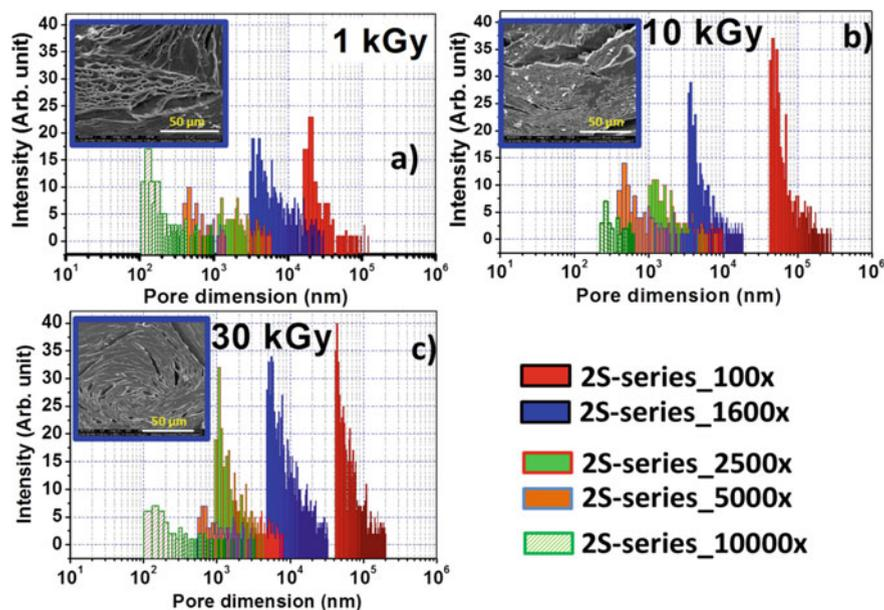 1 kGy
a)
50 µm
Intensity (Arb. unit)
40
35
30
25
20
15
10
5
0
10¹ 10² 10³ 10⁴ 10⁵ 10⁶
Pore dimension (nm)
10 kGy
b)
50 µm
Intensity (Arb. unit)
40
35
30
25
20
15
10
5
0
10¹ 10² 10³ 10⁴ 10⁵ 10⁶
Pore dimension (nm)
30 kGy
c)
50 µm
Intensity (Arb. unit)
40
35
30
25
20
15
10
5
0
10¹ 10² 10³ 10⁴ 10⁵ 10⁶
Pore dimension (nm)
2S-series_100x
2S-series_1600x
2S-series_2500x
2S-series_5000x
2S-series_10000x